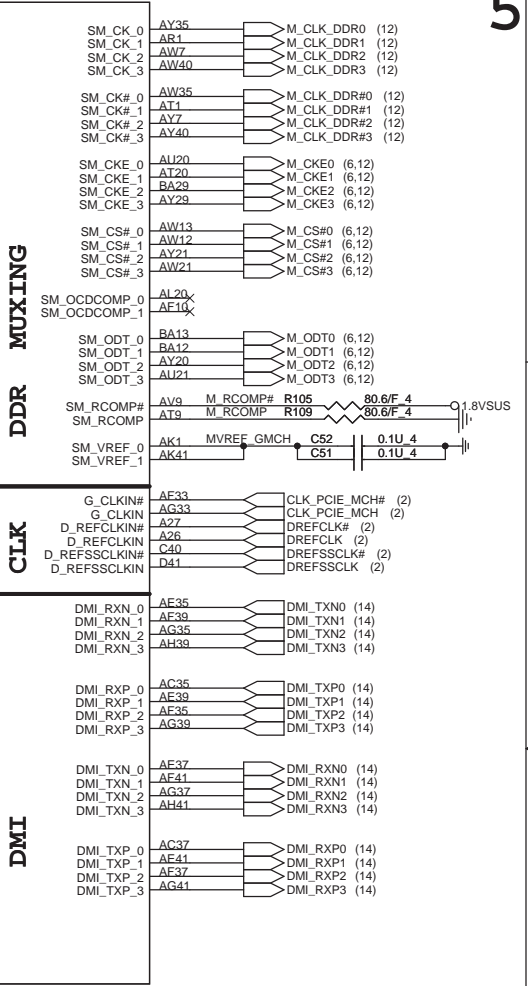 5
DDR MUXING
SM_CK_0 AY35 M_CLK_DDR0 (12)
SM_CK_1 AR1 M_CLK_DDR1 (12)
SM_CK_2 AW7 M_CLK_DDR2 (12)
SM_CK_3 AW40 M_CLK_DDR3 (12)
SM_CK#_0 AW35 M_CLK_DDR#0 (12)
SM_CK#_1 AT1 M_CLK_DDR#1 (12)
SM_CK#_2 AY7 M_CLK_DDR#2 (12)
SM_CK#_3 AY40 M_CLK_DDR#3 (12)
SM_CKE_0 AU20 M_CKE0 (6,12)
SM_CKE_1 AT20 M_CKE1 (6,12)
SM_CKE_2 BA29 M_CKE2 (6,12)
SM_CKE_3 AY29 M_CKE3 (6,12)
SM_CS#_0 AW13 M_CS#0 (6,12)
SM_CS#_1 AW12 M_CS#1 (6,12)
SM_CS#_2 AY21 M_CS#2 (6,12)
SM_CS#_3 AW21 M_CS#3 (6,12)
SM_OCDCOMP_0 AL20
SM_OCDCOMP_1 AF10
SM_ODT_0 BA13 M_ODT0 (6,12)
SM_ODT_1 BA12 M_ODT1 (6,12)
SM_ODT_2 AY20 M_ODT2 (6,12)
SM_ODT_3 AU21 M_ODT3 (6,12)
SM_RCOMP# AV9 M_RCOMP# R105 80.6/F_4 1.8VSUS
SM_RCOMP AT9 M_RCOMP R109 80.6/F_4
SM_VREF_0 AK1 MVREF_GMCH C52 0.1U_4
SM_VREF_1 AK41 C51 0.1U_4
CLK
G_CLKIN# AF33 CLK_PCIE_MCH# (2)
G_CLKIN AG33 CLK_PCIE_MCH (2)
D_REFCLKIN# A27 DREFCLK# (2)
D_REFCLKIN A26 DREFCLK (2)
D_REFSSCLKIN# C40 DREFSSCLK# (2)
D_REFSSCLKIN D41 DREFSSCLK (2)
DMI
DMI_RXN_0 AE35 DMI_TXN0 (14)
DMI_RXN_1 AF39 DMI_TXN1 (14)
DMI_RXN_2 AG35 DMI_TXN2 (14)
DMI_RXN_3 AH39 DMI_TXN3 (14)
DMI_RXP_0 AC35 DMI_TXP0 (14)
DMI_RXP_1 AE39 DMI_TXP1 (14)
DMI_RXP_2 AF35 DMI_TXP2 (14)
DMI_RXP_3 AG39 DMI_TXP3 (14)
DMI_TXN_0 AE37 DMI_RXN0 (14)
DMI_TXN_1 AF41 DMI_RXN1 (14)
DMI_TXN_2 AG37 DMI_RXN2 (14)
DMI_TXN_3 AH41 DMI_RXN3 (14)
DMI_TXP_0 AC37 DMI_RXP0 (14)
DMI_TXP_1 AE41 DMI_RXP1 (14)
DMI_TXP_2 AF37 DMI_RXP2 (14)
DMI_TXP_3 AG41 DMI_RXP3 (14)